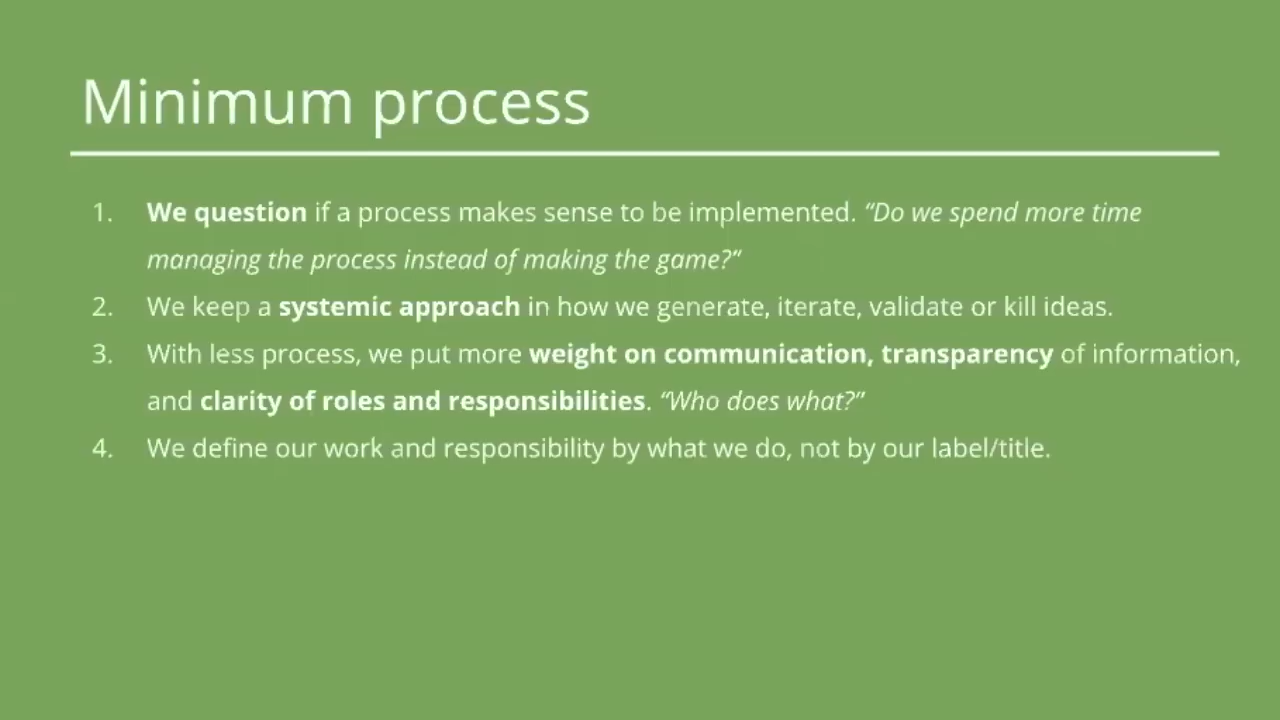 Minimum process
1. We question if a process makes sense to be implemented. “Do we spend more time
managing the process instead of making the game?”
2. We keep a systemic approach in how we generate, iterate, validate or kill ideas.
3. With less process, we put more weight on communication, transparency of information,
and clarity of roles and responsibilities. “Who does what?”
4. We define our work and responsibility by what we do, not by our label/title.